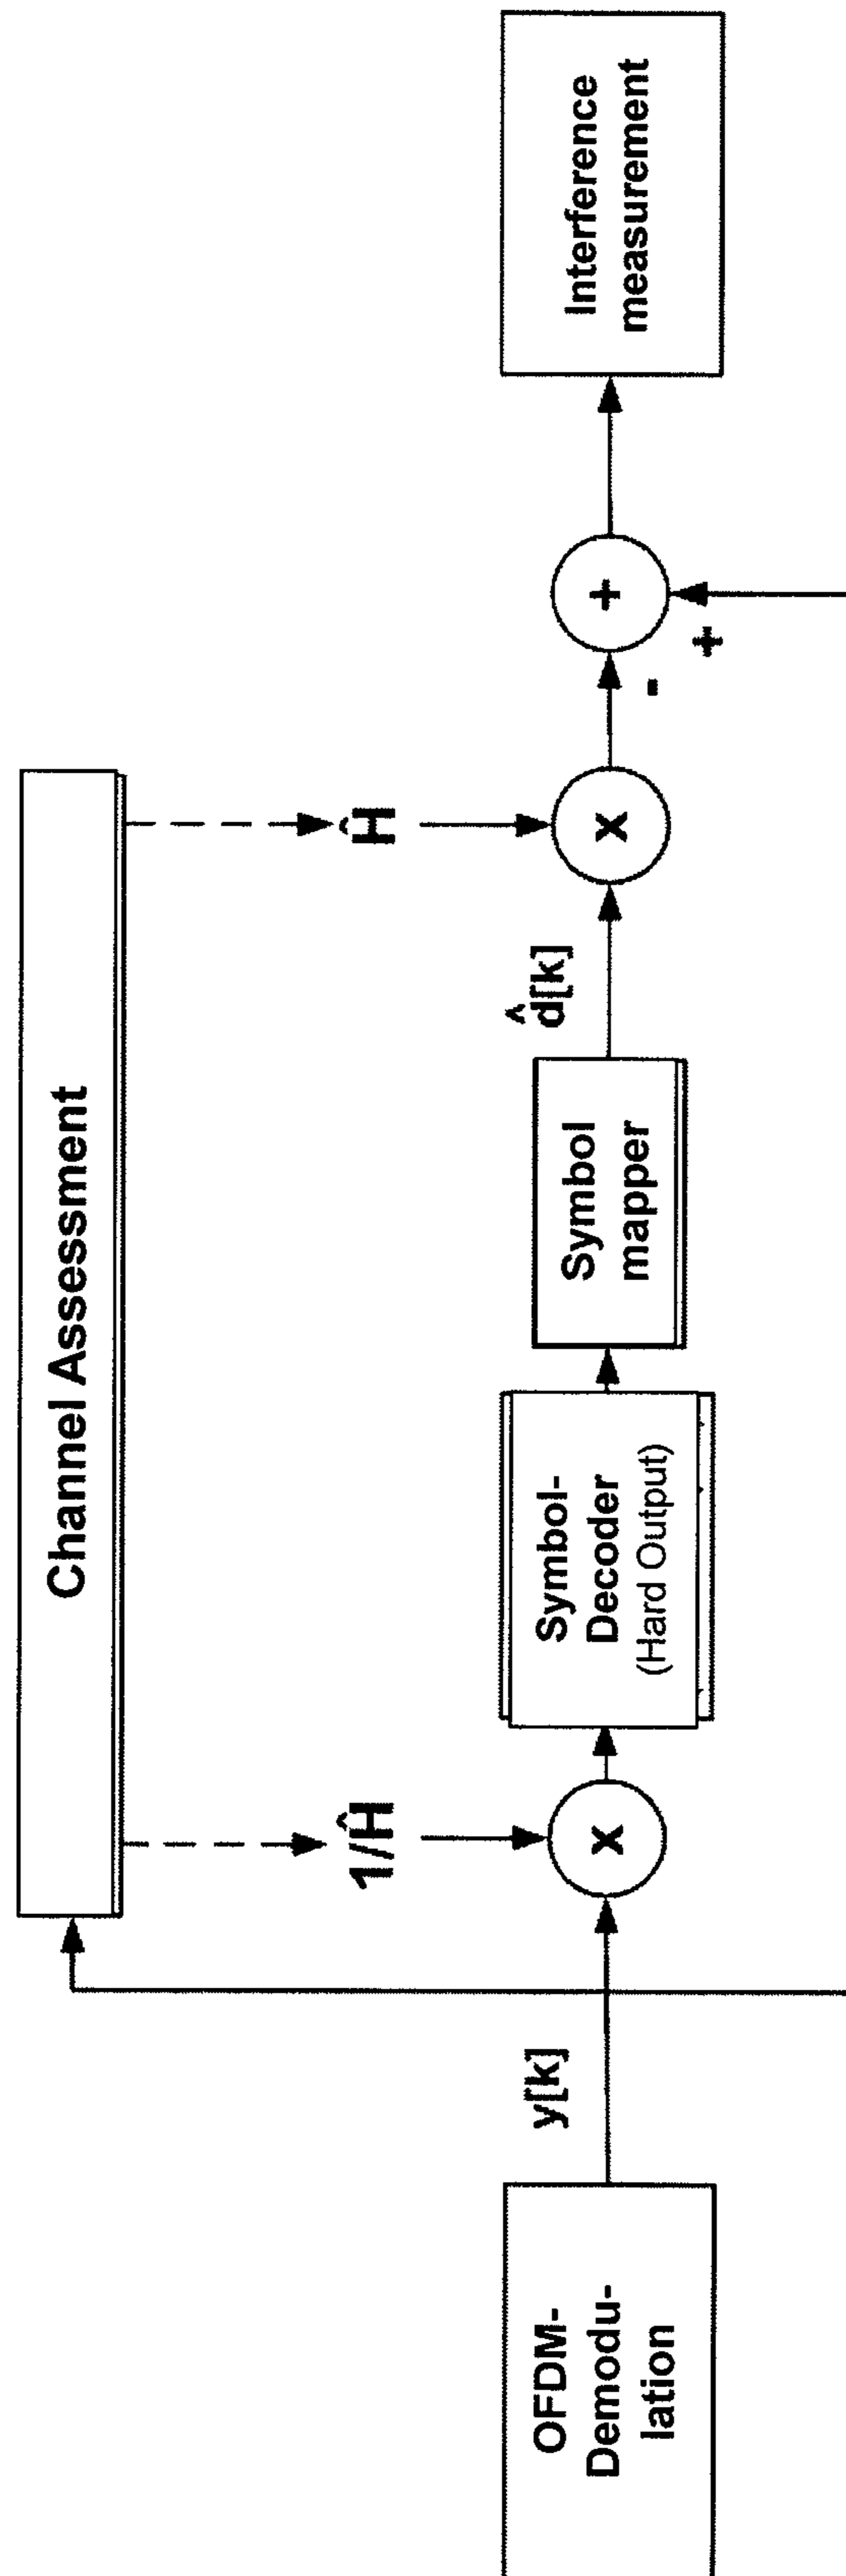 Channel Assessment
1/Ĥ
Ĥ
OFDM-
Demodu-
lation
y[k]
x
Symbol-
Decoder
(Hard Output)
Symbol
mapper
d̂[k]
x
-
+
+
Interference
measurement